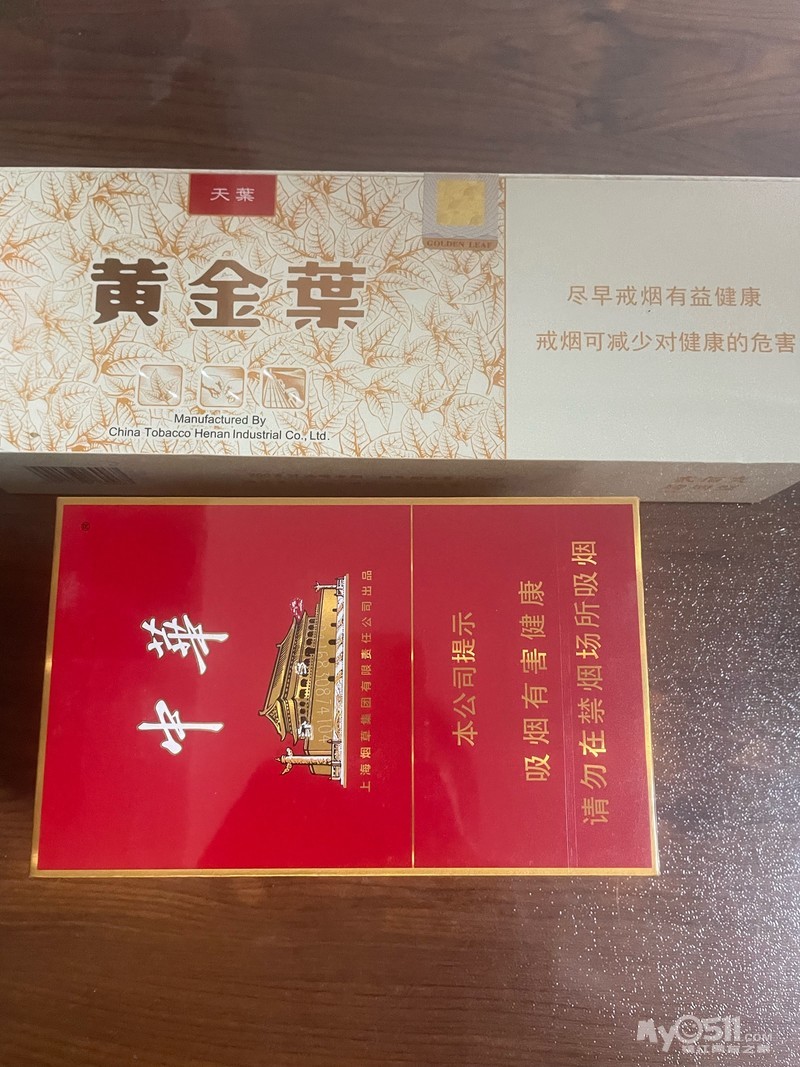 天葉
GOLDEN LEAF
黄金葉
Manufactured By
China Tobacco Henan Industrial Co., Ltd.
尽早戒烟有益健康
戒烟可减少对健康的危害
中華
上海烟草集团有限责任公司出品
本公司提示
吸烟有害健康
请勿在禁烟场所吸烟
My0511.COM